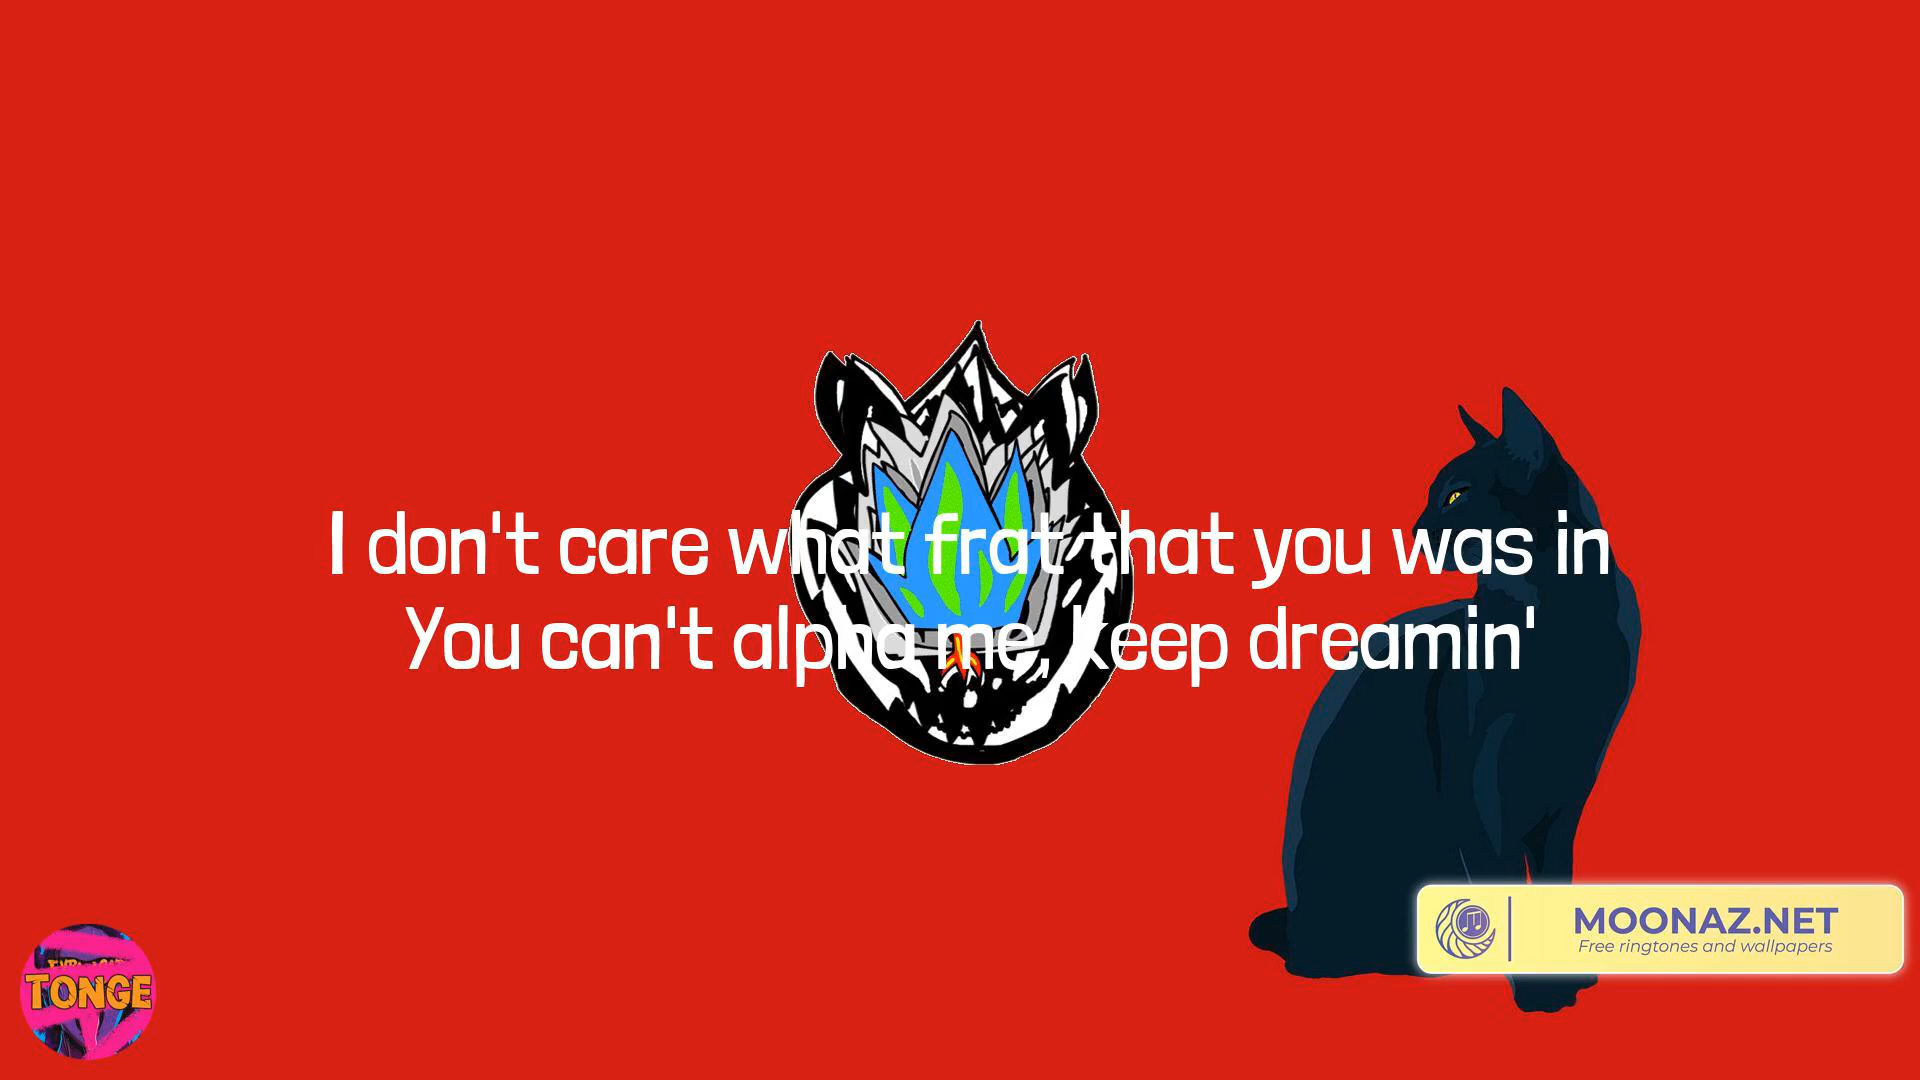 I don't care what frat that you was in
You can't alpha me, keep dreamin'
MOONAZ.NET
Free ringtones and wallpapers
TONGE